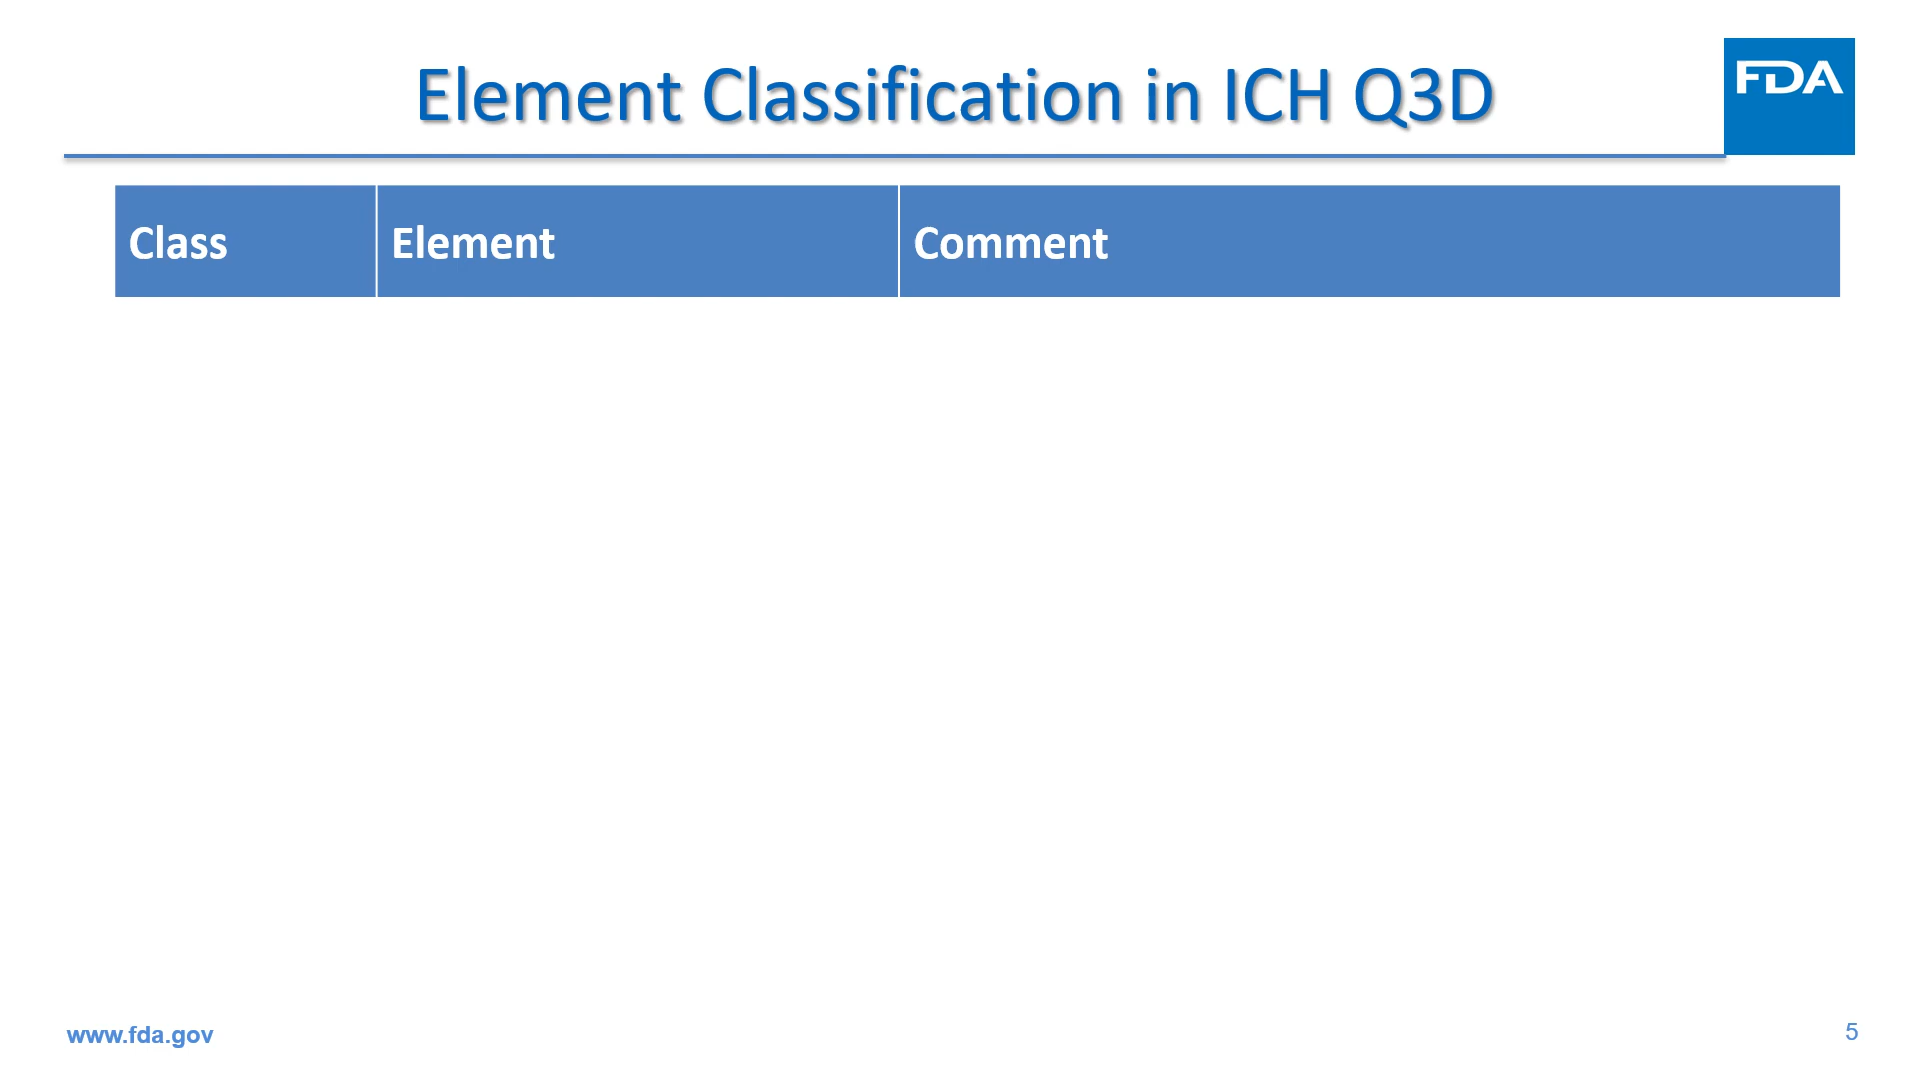 Element Classification in ICH Q3D
FDA
Class Element Comment
www.fda.gov
5